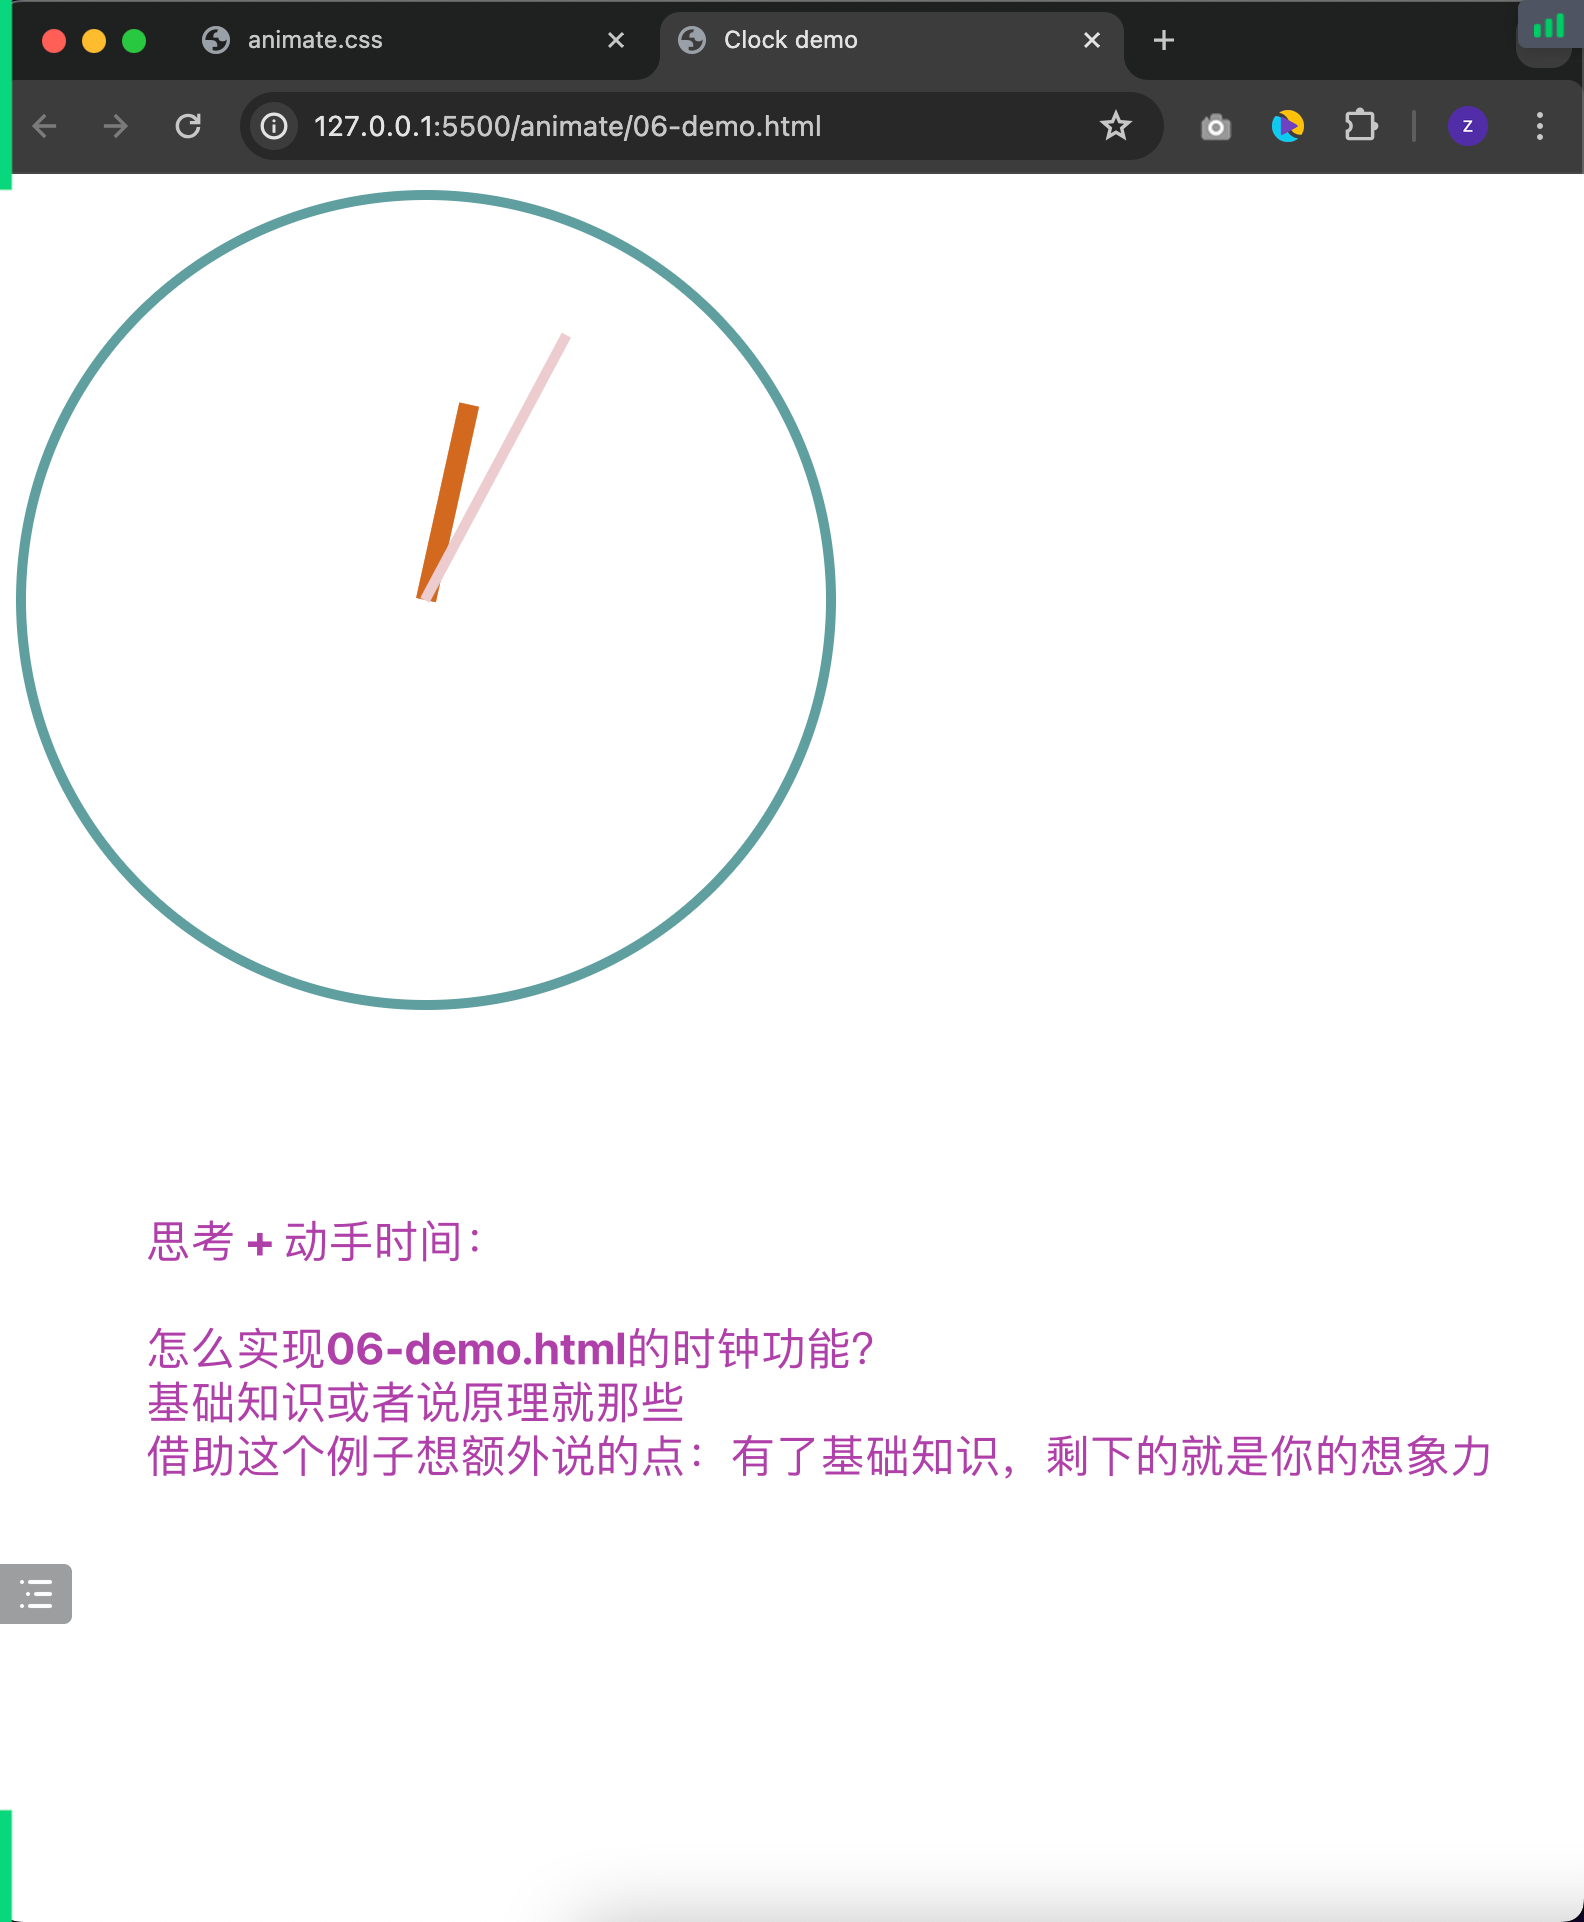 animate.css
Clock demo
127.0.0.1:5500/animate/06-demo.html
Z
思考 + 动手时间：
怎么实现06-demo.html的时钟功能？
基础知识或者说原理就那些
借助这个例子想额外说的点：有了基础知识，剩下的就是你的想象力